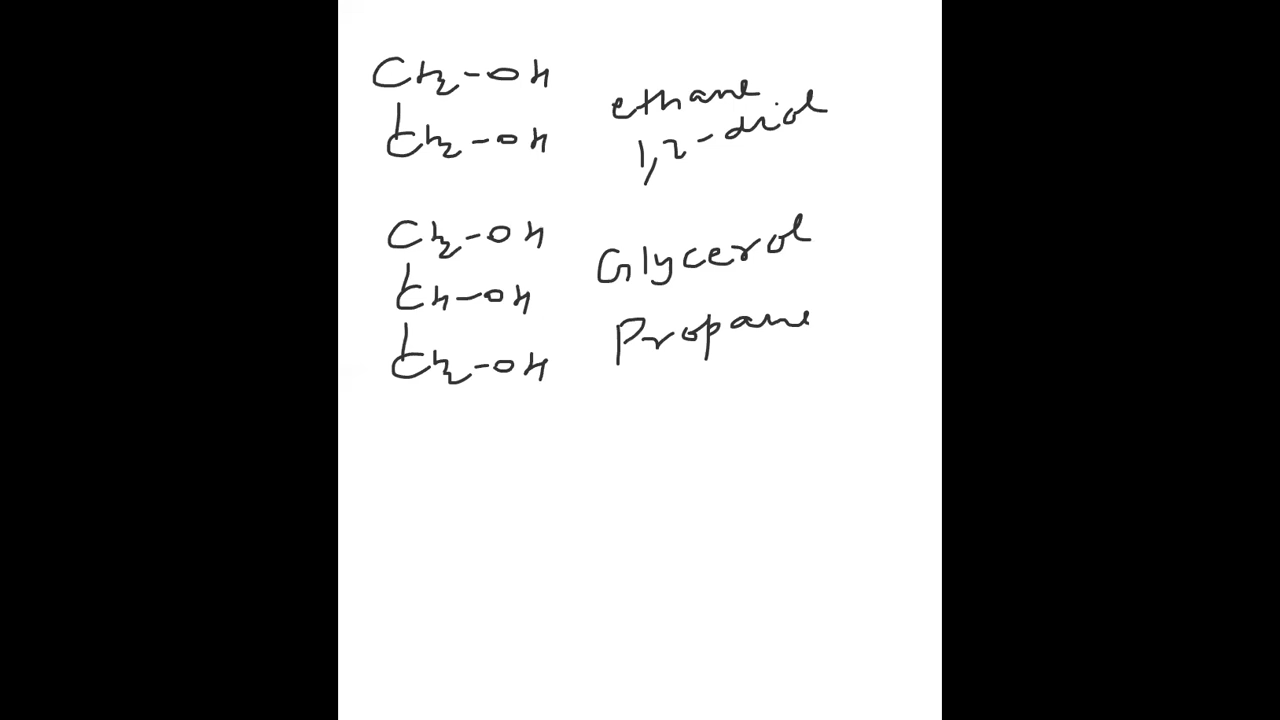 CH2-OH
CH2-OH
ethane
1,2-diol
CH2-OH
CH-OH
CH2-OH
Glycerol
Propane